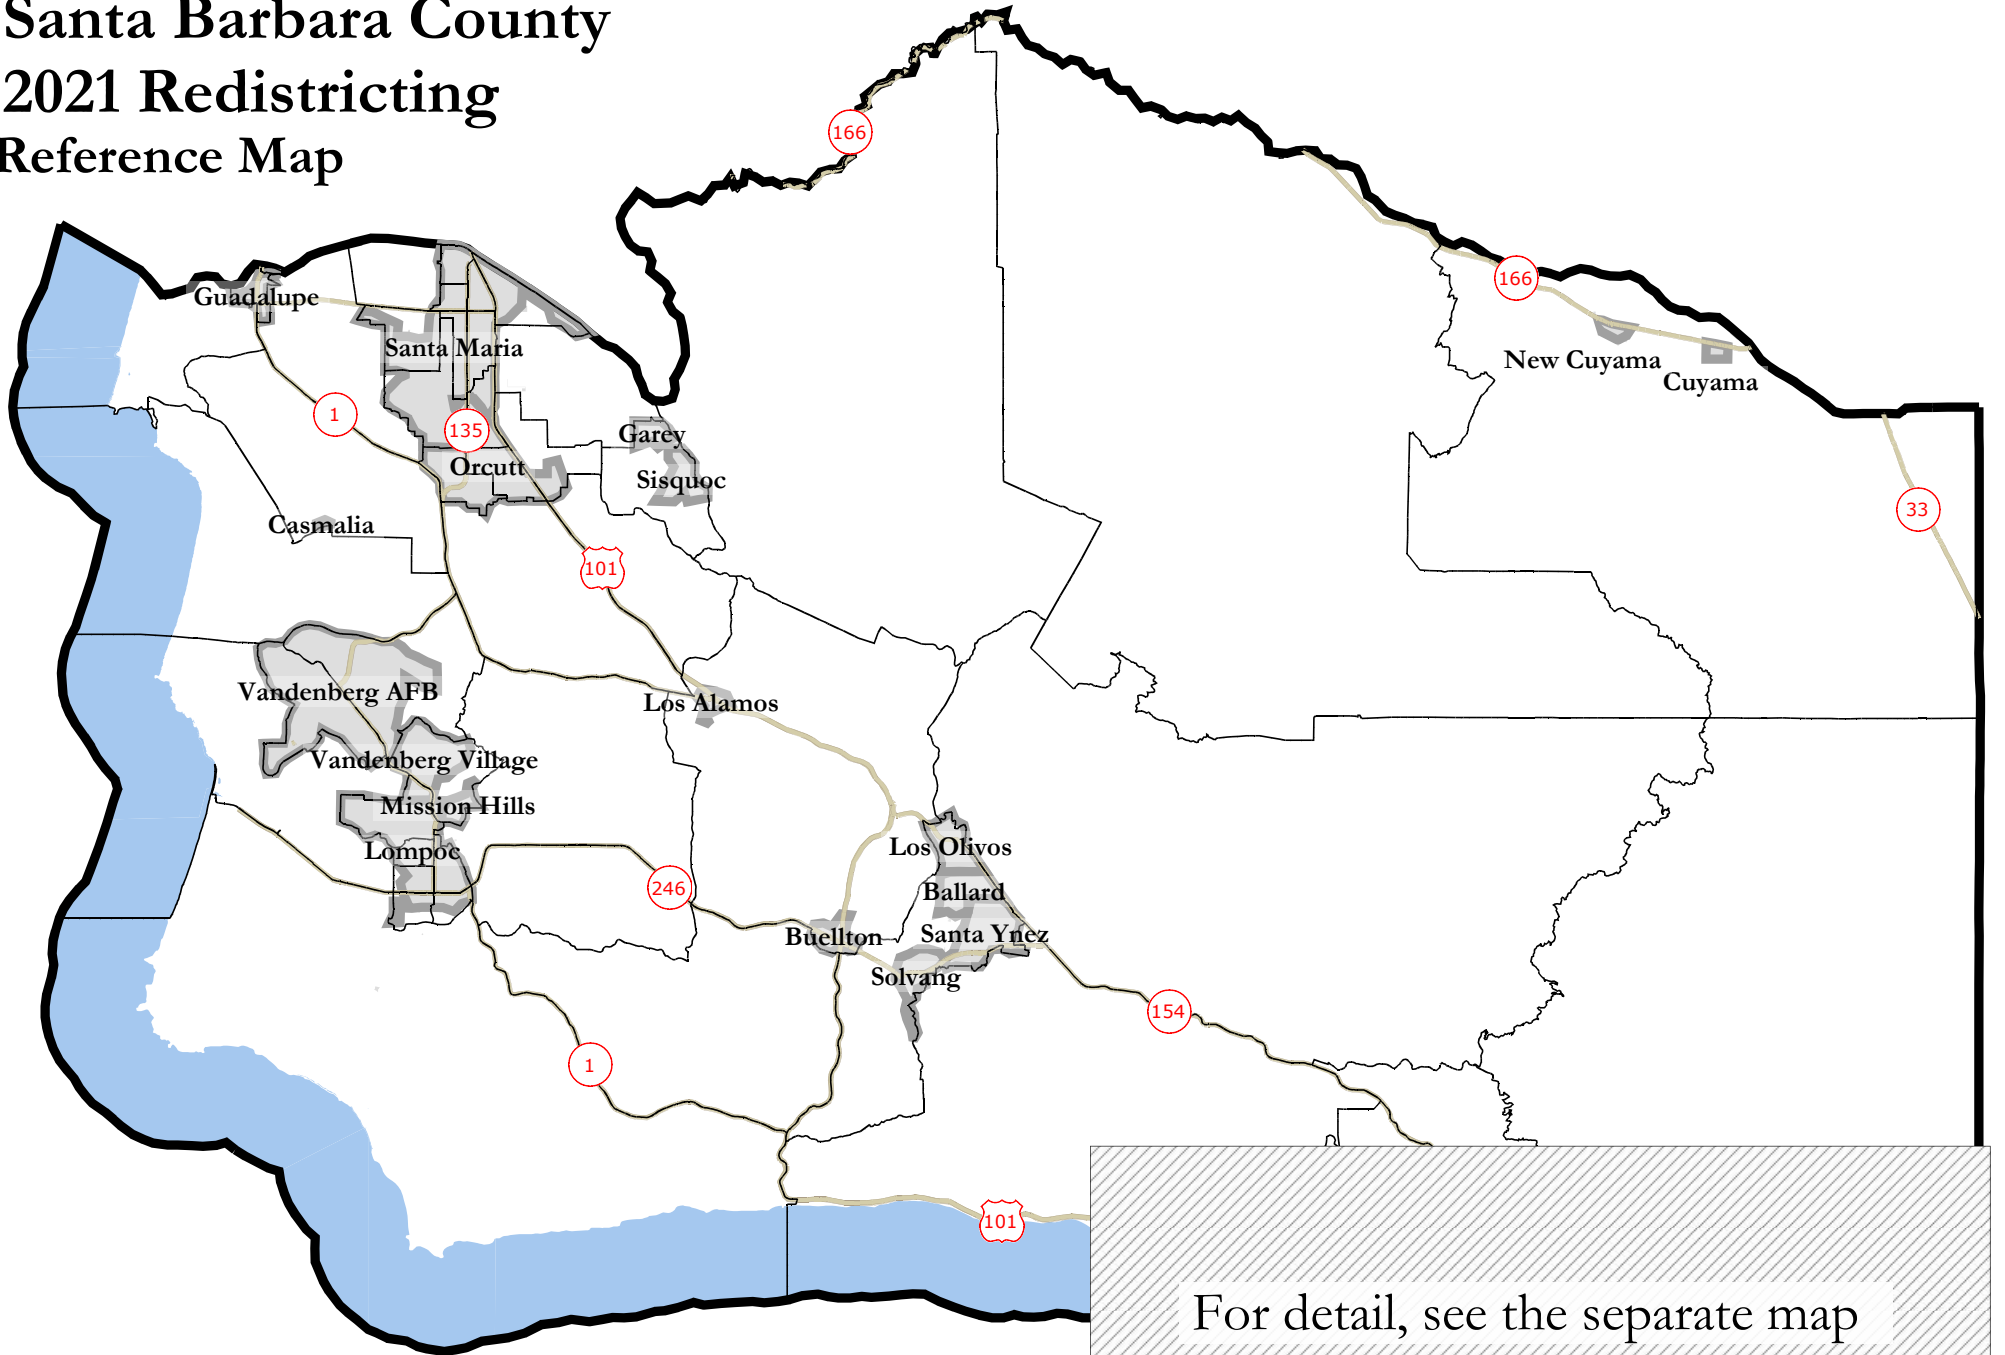 Santa Barbara County
2021 Redistricting
Reference Map
166
166
Guadalupe
Santa Maria
New Cuyama
Cuyama
1
135
Garey
Orcutt
Sisquoc
33
Casmalia
101
Vandenberg AFB
Los Alamos
Vandenberg Village
Mission Hills
Lompoc
Los Olivos
246
Ballard
Buellton
Santa Ynez
Solvang
154
1
101
For detail, see the separate map